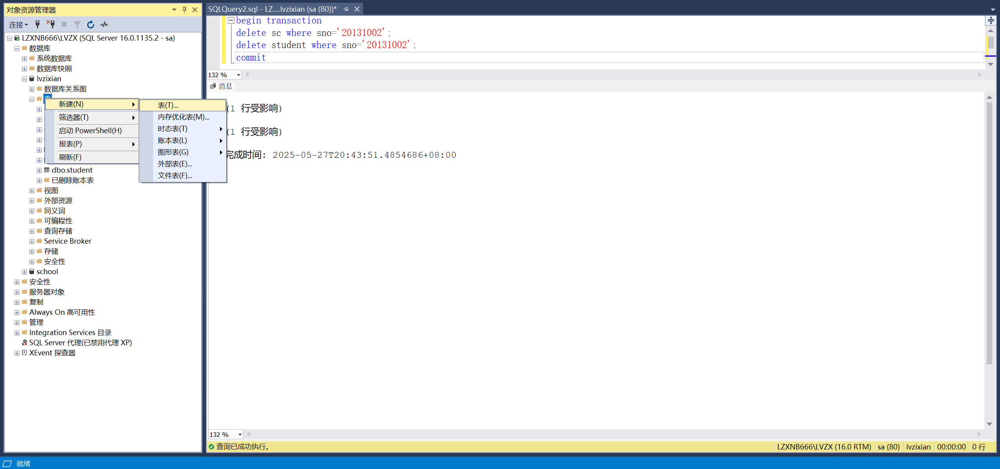 对象资源管理器
连接
LZXNB666\LVZX (SQL Server 16.0.1135.2 - sa)
数据库
系统数据库
数据库快照
lvzixian
数据库关系图
新建(N)
筛选器(T)
启动 PowerShell(H)
报表(P)
刷新(F)
表(T)...
内存优化表(M)...
时态表(T)
账本表(L)
图形表(G)
外部表(E)...
文件表(F)...
dbo.student
已删除账本表
视图
外部资源
同义词
可编程性
查询存储
Service Broker
存储
安全性
school
安全性
服务器对象
复制
Always On 高可用性
管理
Integration Services 目录
SQL Server 代理(已禁用代理 XP)
XEvent 探查器
SQLQuery2.sql - LZ....lvzixian (sa (80))*
begin transaction
delete sc where sno='20131002';
delete student where sno='20131002';
commit
132 %
消息
(1 行受影响)
(1 行受影响)
完成时间: 2025-05-27T20:43:51.4854686+08:00
132 %
查询已成功执行。
LZXNB666\LVZX (16.0 RTM)
sa (80)
lvzixian
00:00:00
0 行
就绪